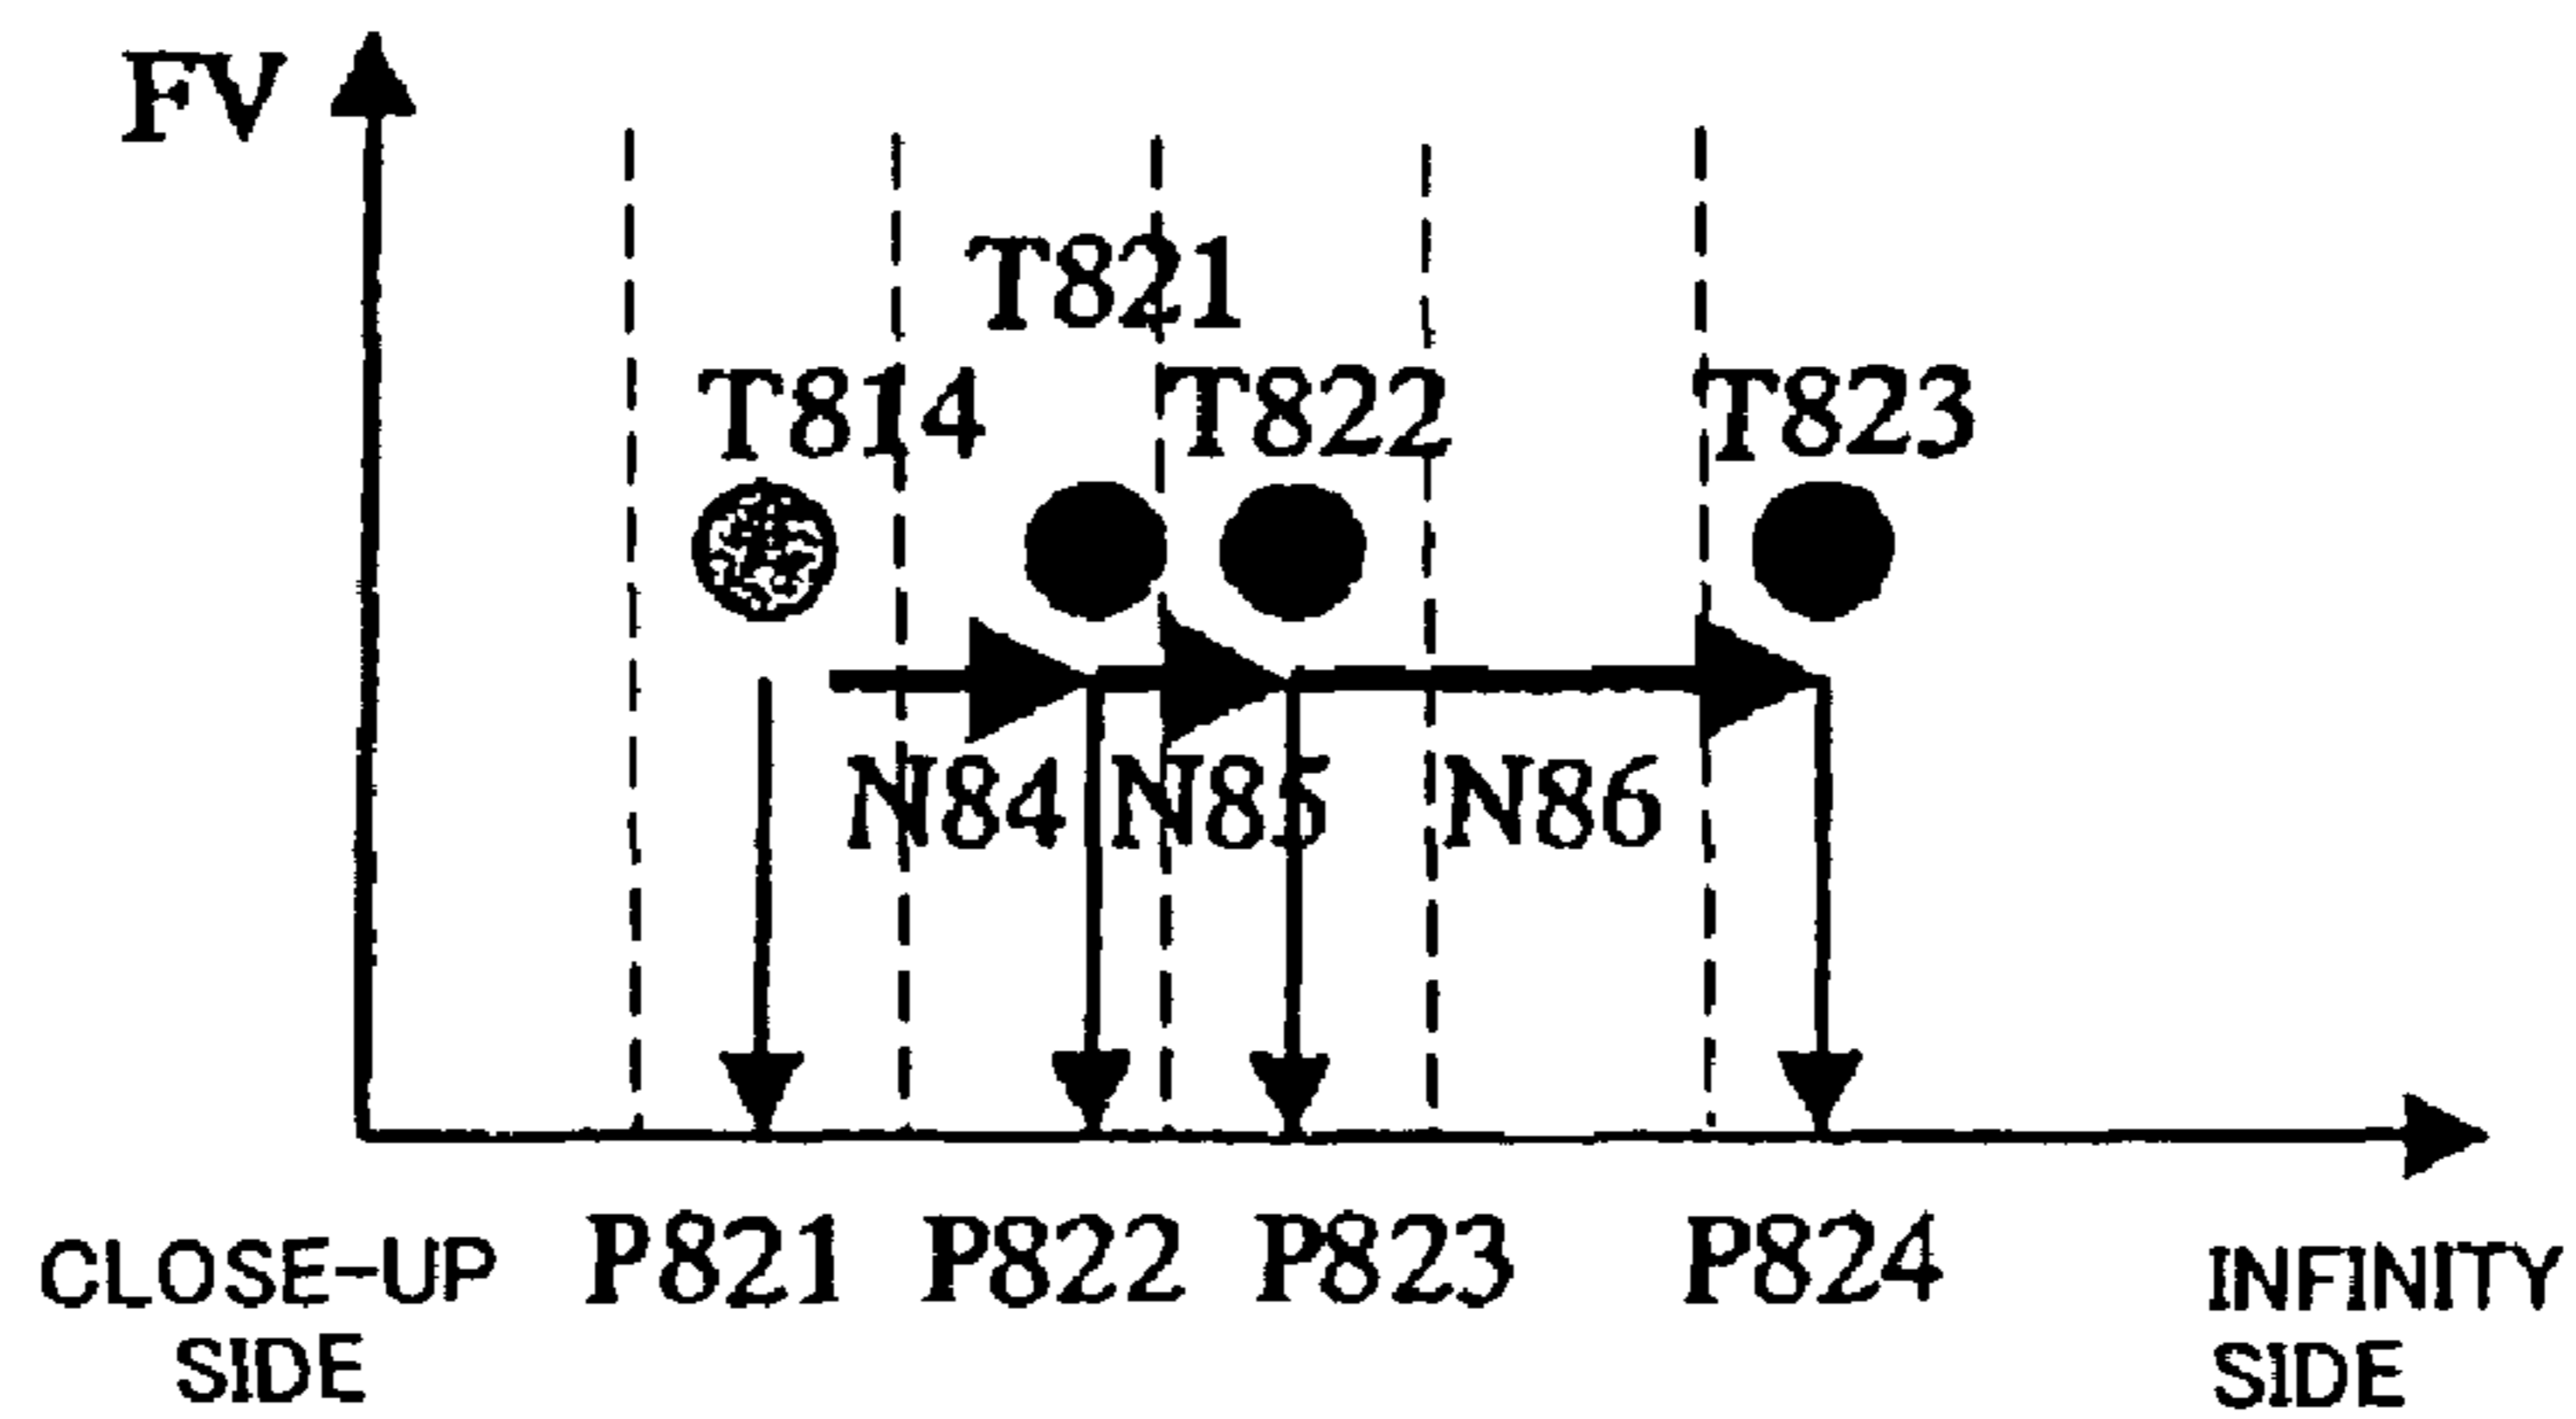 FV
T821
T814
T822
T823
N84
N85
N86
P821
P822
P823
P824
CLOSE-UP
SIDE
INFINITY
SIDE